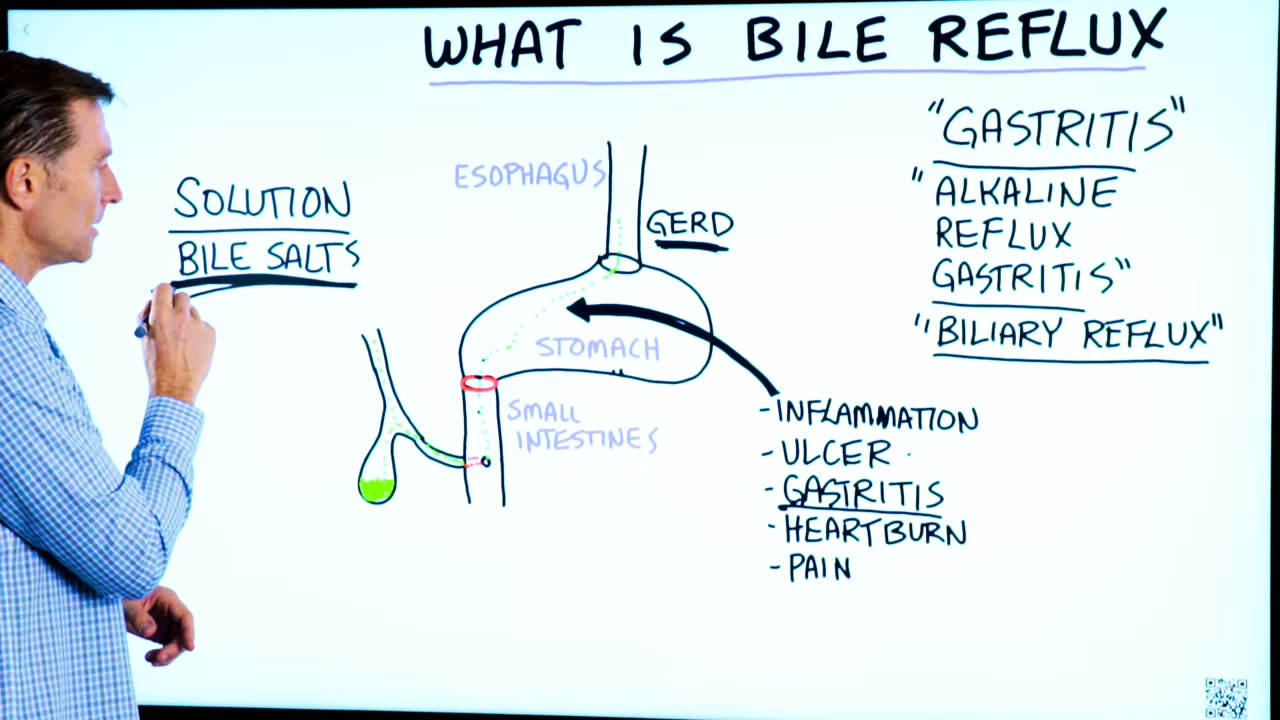 WHAT IS BILE REFLUX
"GASTRITIS"
"ALKALINE
REFLUX
GASTRITIS"
"BILIARY REFLUX"
SOLUTION
BILE SALTS
ESOPHAGUS
GERD
STOMACH
SMALL
INTESTINES
-INFLAMMATION
-ULCER
-GASTRITIS
-HEARTBURN
-PAIN